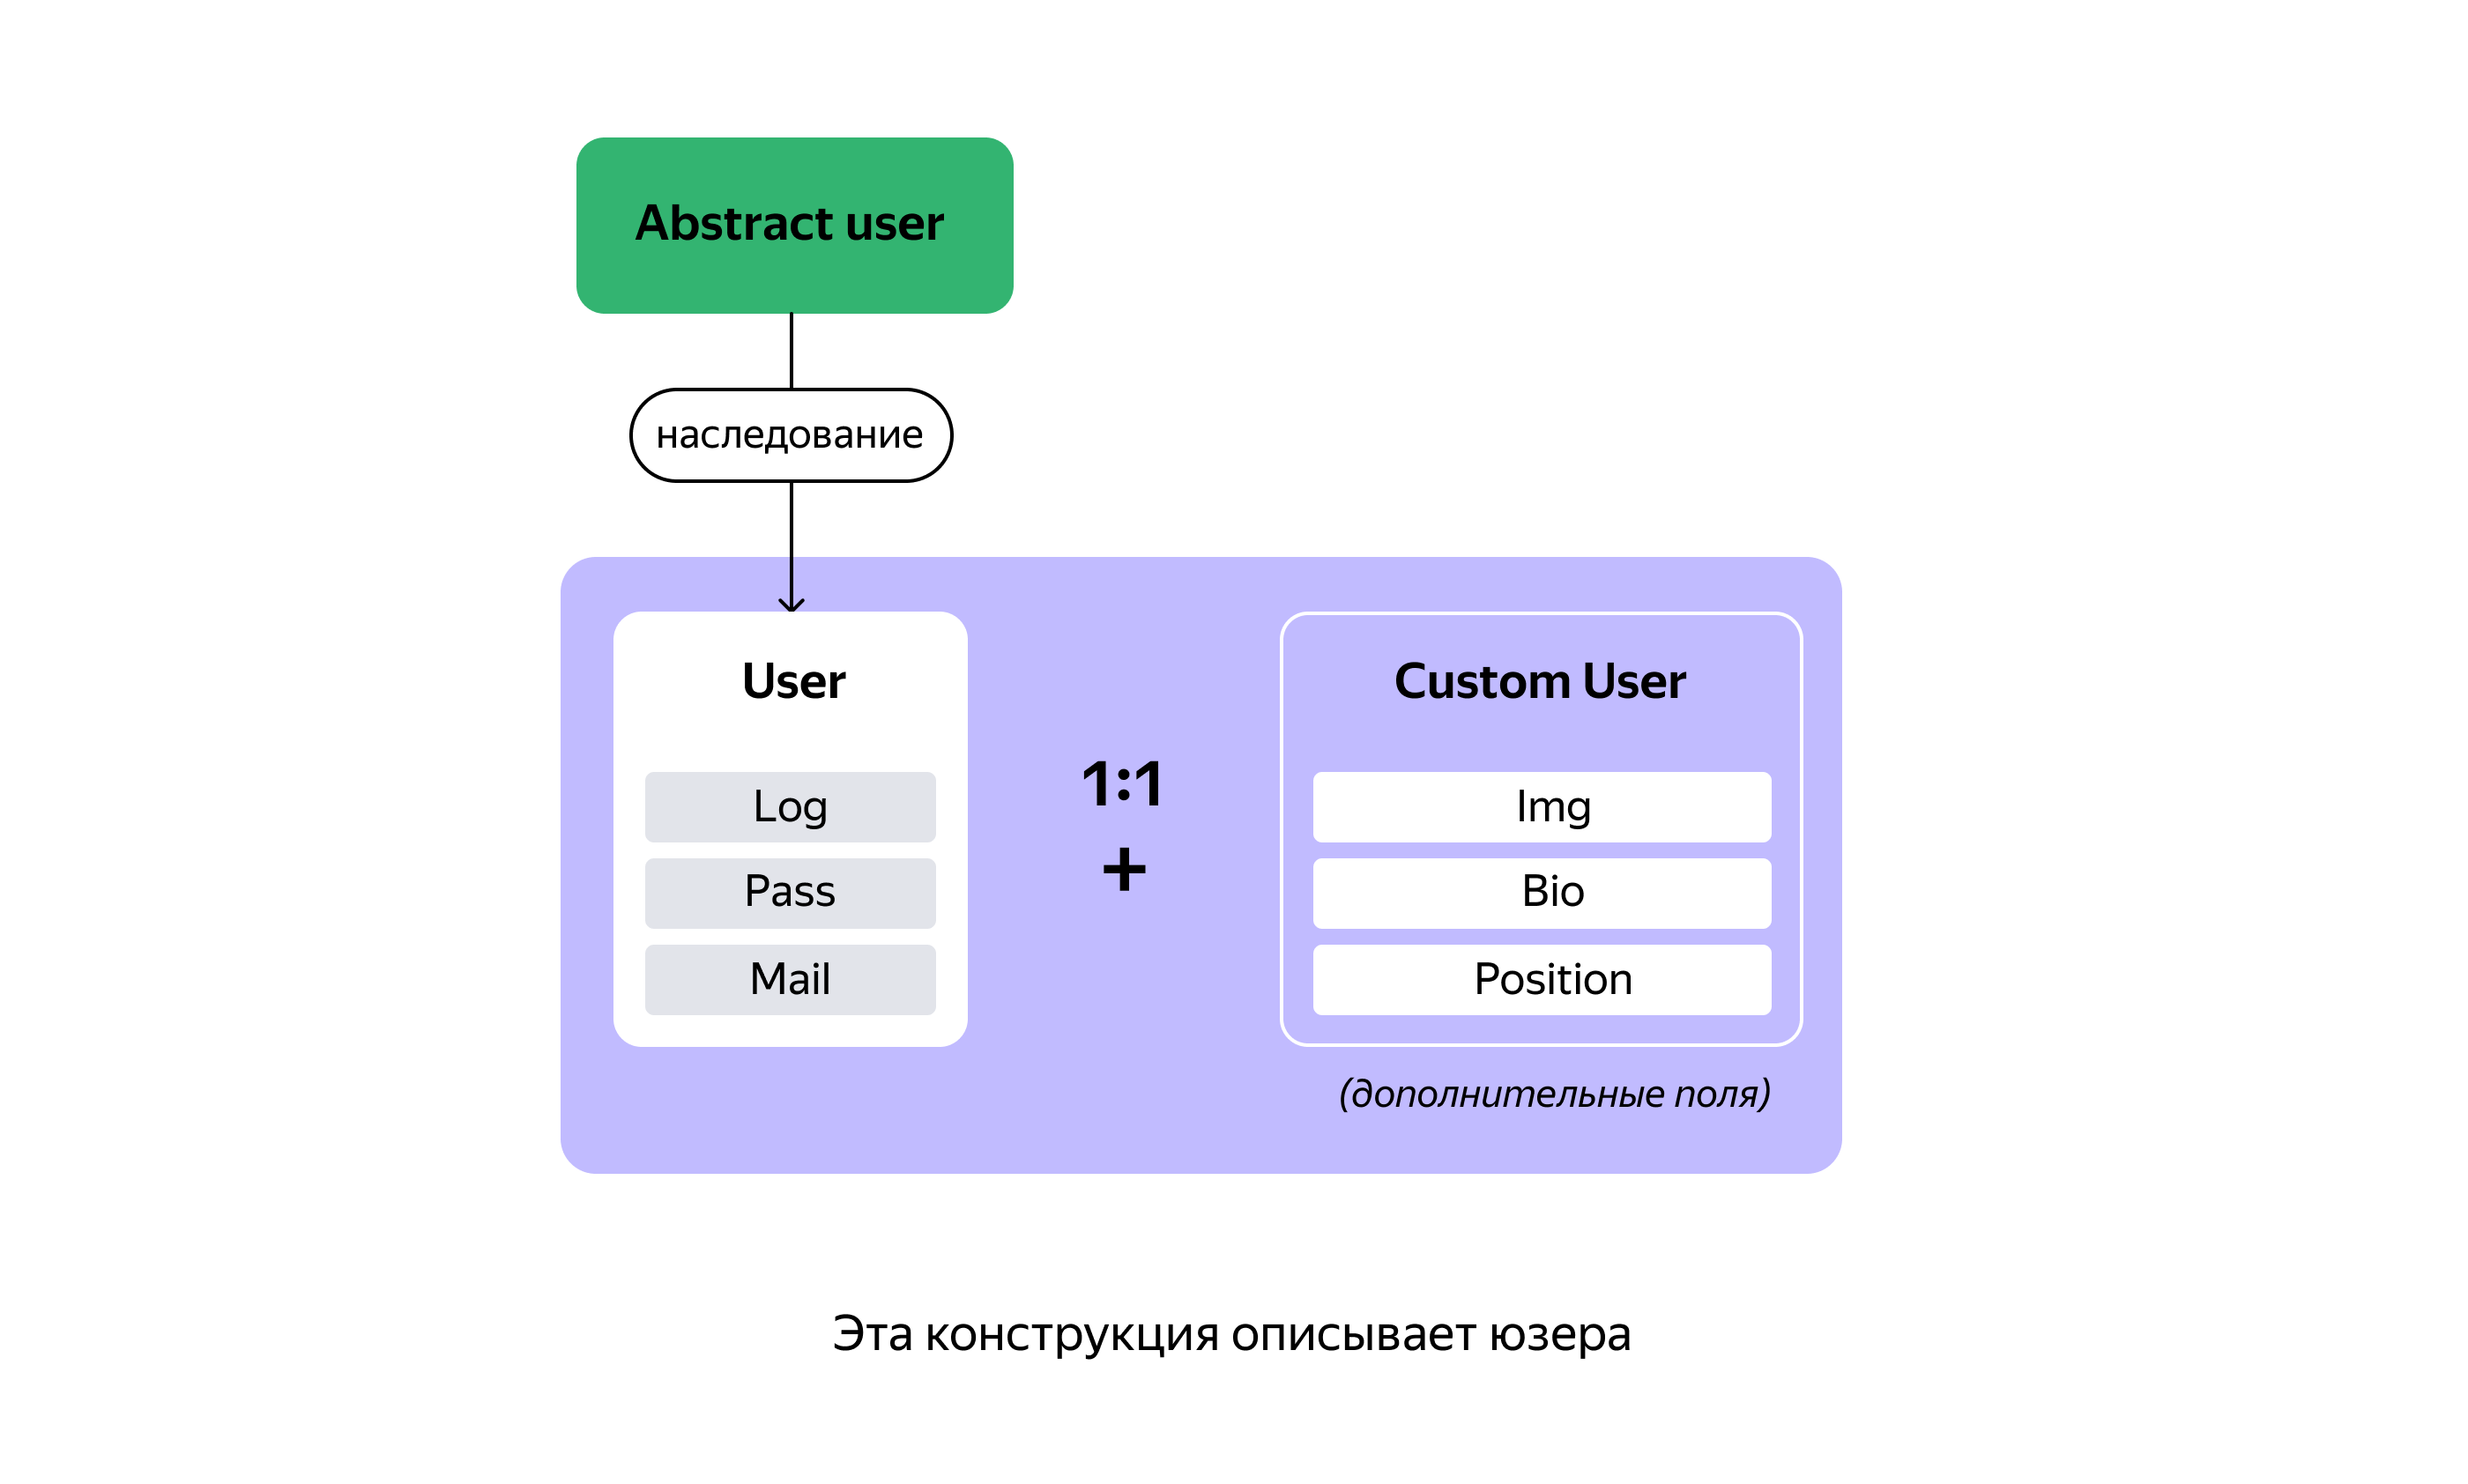 Abstract user
наследование
User
Log
Pass
Mail
1:1
+
Custom User
Img
Bio
Position
(дополнительные поля)
Эта конструкция описывает юзера